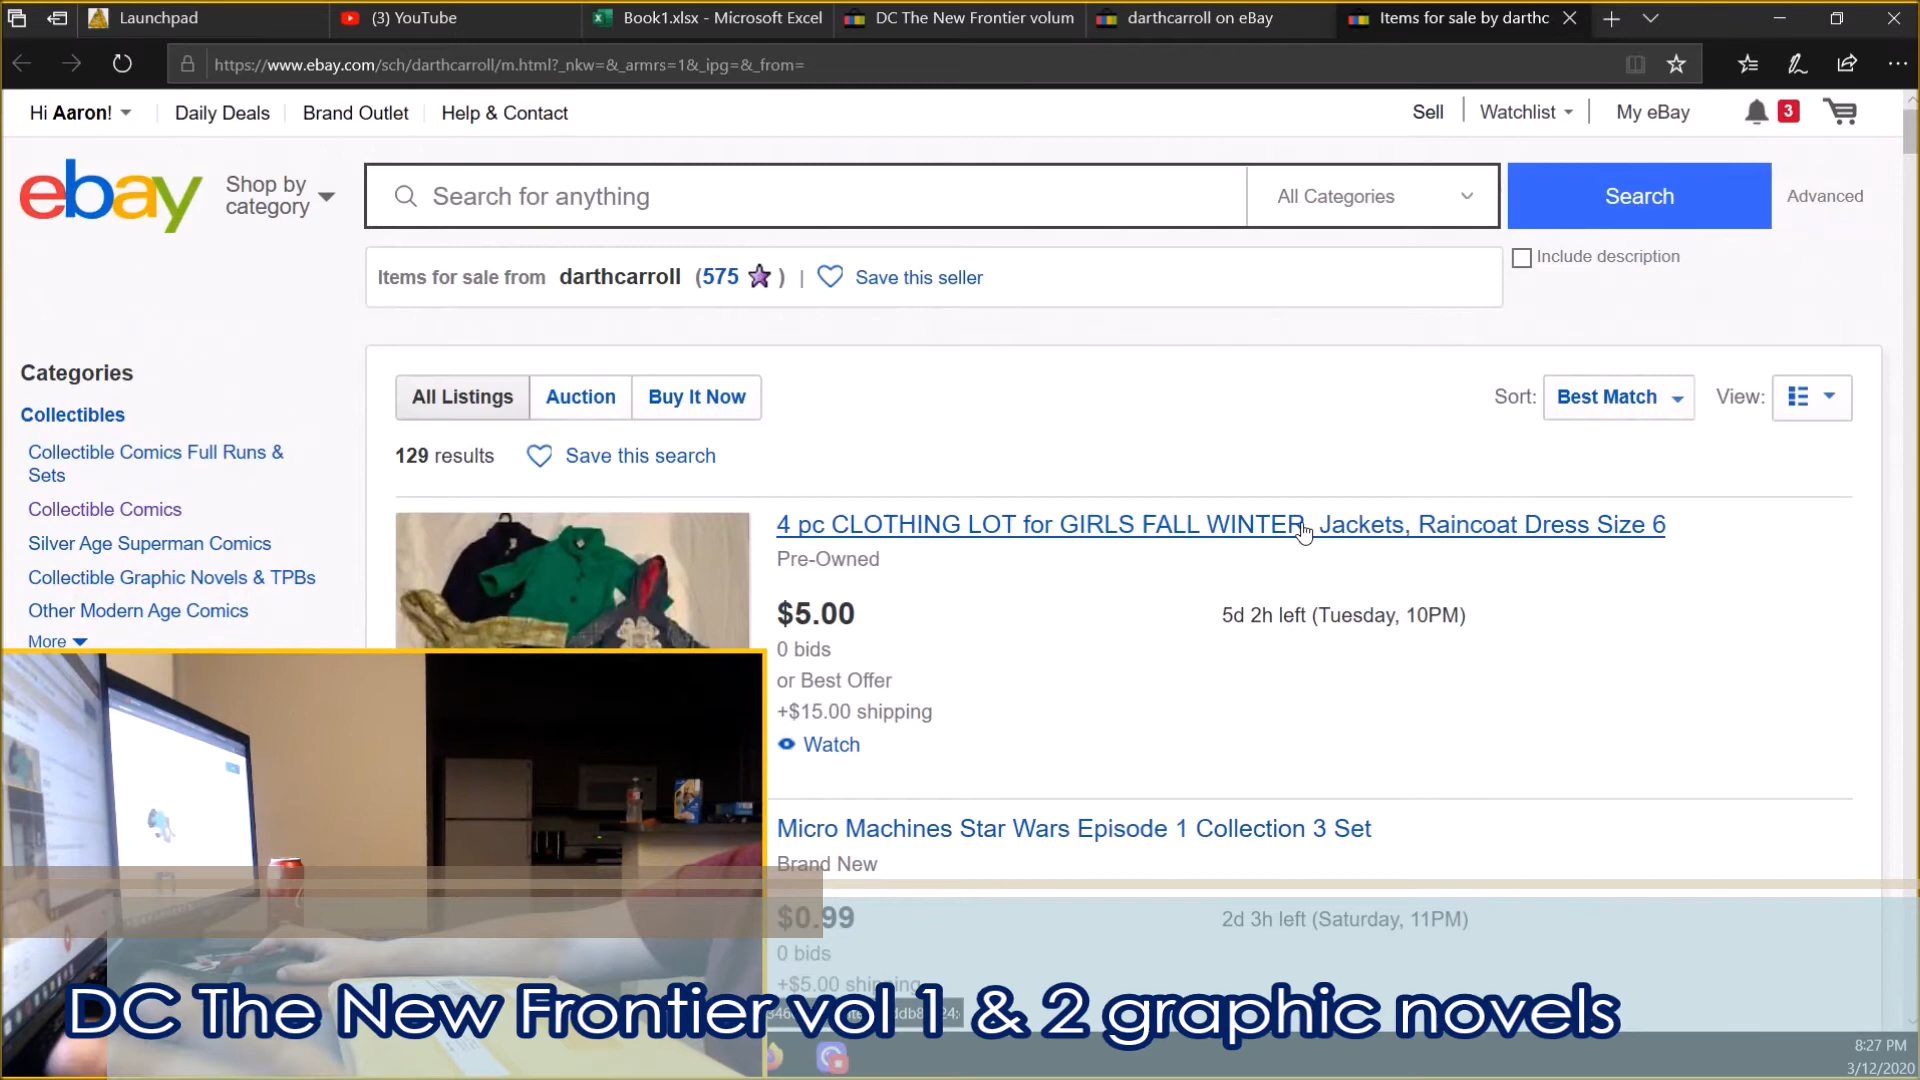 Launchpad
(3) YouTube
Book1.xlsx - Microsoft Excel
DC The New Frontier volum
darthcarroll on eBay
Items for sale by darthc
https://www.ebay.com/sch/darthcarroll/m.html?_nkw=&_armrs=1&_ipg=&_from=
Hi Aaron!
Daily Deals
Brand Outlet
Help & Contact
Sell
Watchlist
My eBay
3
ebay
Shop by category
Search for anything
All Categories
Search
Advanced
Items for sale from darthcarroll (575 ) | Save this seller
Include description
Categories
Collectibles
Collectible Comics Full Runs &
Sets
Collectible Comics
Silver Age Superman Comics
Collectible Graphic Novels & TPBs
Other Modern Age Comics
More
All Listings
Auction
Buy It Now
Sort: Best Match
View:
129 results
Save this search
4 pc CLOTHING LOT for GIRLS FALL WINTER, Jackets, Raincoat Dress Size 6
Pre-Owned
$5.00
5d 2h left (Tuesday, 10PM)
0 bids
or Best Offer
+$15.00 shipping
Watch
Micro Machines Star Wars Episode 1 Collection 3 Set
Brand New
$0.99
2d 3h left (Saturday, 11PM)
0 bids
+$5.00 shipping
DC The New Frontier vol 1 & 2 graphic novels
8:27 PM
3/12/2020